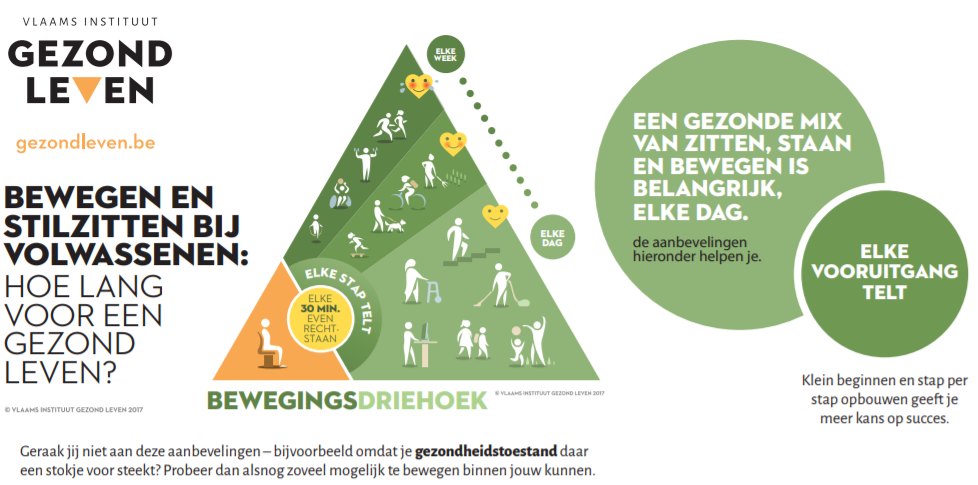 VLAAMS INSTITUUT
GEZOND
LEVEN
gezondleven.be
BEWEGEN EN
STILZITTEN BIJ
VOLWASSENEN:
HOE LANG
VOOR EEN
GEZOND
LEVEN?
© VLAAMS INSTITUUT GEZOND LEVEN 2017
ELKE
WEEK
ELKE
DAG
ELKE STAP TELT
ELKE
30 MIN.
EVEN
RECHT-
STAAN
BEWEGINGSDRIEHOEK
© VLAAMS INSTITUUT GEZOND LEVEN 2017
EEN GEZONDE MIX
VAN ZITTEN, STAAN
EN BEWEGEN IS
BELANGRIJK,
ELKE DAG.
de aanbevelingen
hieronder helpen je.
ELKE
VOORUITGANG
TELT
Klein beginnen en stap per
stap opbouwen geeft je
meer kans op succes.
Geraak jij niet aan deze aanbevelingen – bijvoorbeeld omdat je gezondheidstoestand daar
een stokje voor steekt? Probeer dan alsnog zoveel mogelijk te bewegen binnen jouw kunnen.